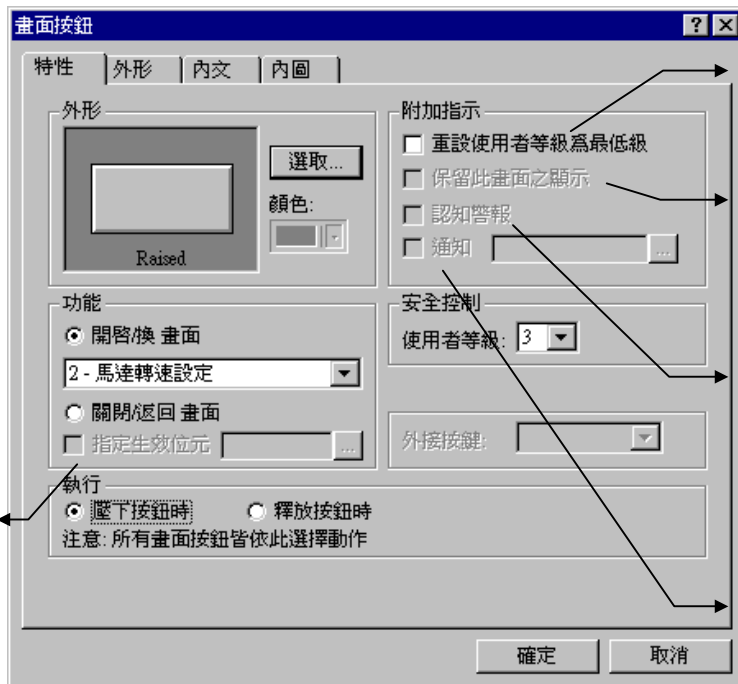 畫面按鈕
特性 外形 內文 內圖
外形
選取...
顏色:
Raised
附加指示
重設使用者等級為最低級
保留此畫面之顯示
認知警報
通知 ...
功能
開啓/換 畫面
2 - 馬達轉速設定
關閉/返回 畫面
指定生效位元 ...
安全控制
使用者等級: 3
外接按鍵:
執行
壓下按鈕時 釋放按鈕時
注意: 所有畫面按鈕皆依此選擇動作
確定 取消